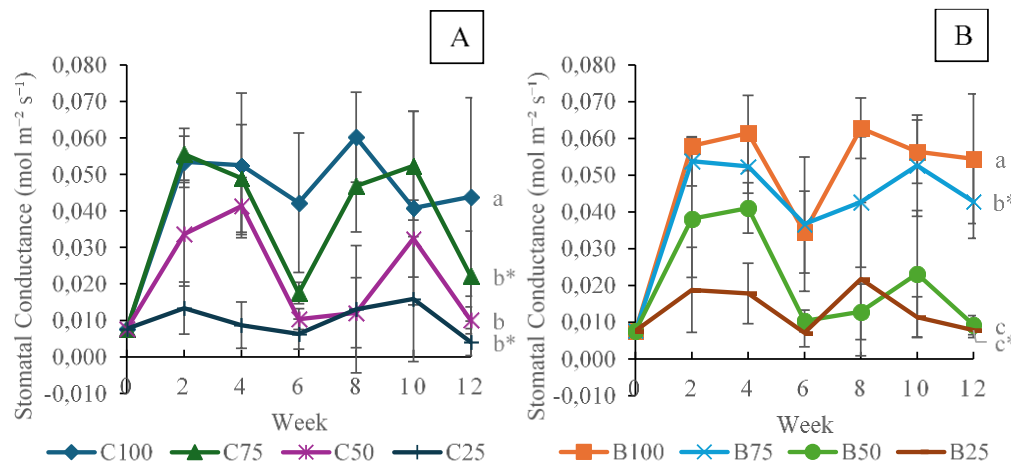 A
Stomatal Conductance (mol m⁻² s⁻¹)
0,080
0,070
0,060
0,050
0,040
0,030
0,020
0,010
0,000
-0,010
0 2 4 6 8 10 12
Week
a
b*
b
b*
C100 C75 C50 C25
B
Stomatal Conductance (mol m⁻² s⁻¹)
0,080
0,070
0,060
0,050
0,040
0,030
0,020
0,010
0,000
-0,010
0 2 4 6 8 10 12
Week
a
b*
c
c*
B100 B75 B50 B25